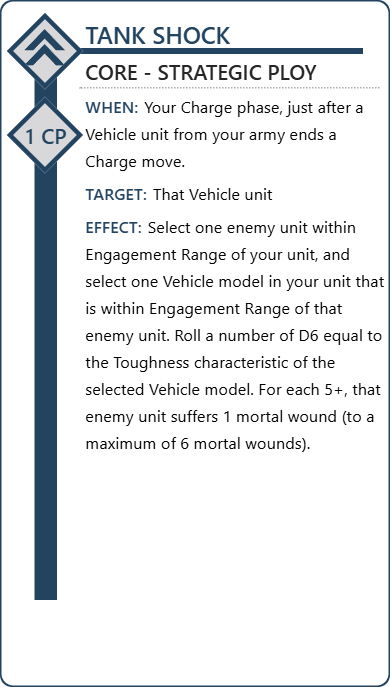 TANK SHOCK
CORE - STRATEGIC PLOY
1 CP
WHEN: Your Charge phase, just after a
Vehicle unit from your army ends a
Charge move.
TARGET: That Vehicle unit
EFFECT: Select one enemy unit within
Engagement Range of your unit, and
select one Vehicle model in your unit that
is within Engagement Range of that
enemy unit. Roll a number of D6 equal to
the Toughness characteristic of the
selected Vehicle model. For each 5+, that
enemy unit suffers 1 mortal wound (to a
maximum of 6 mortal wounds).